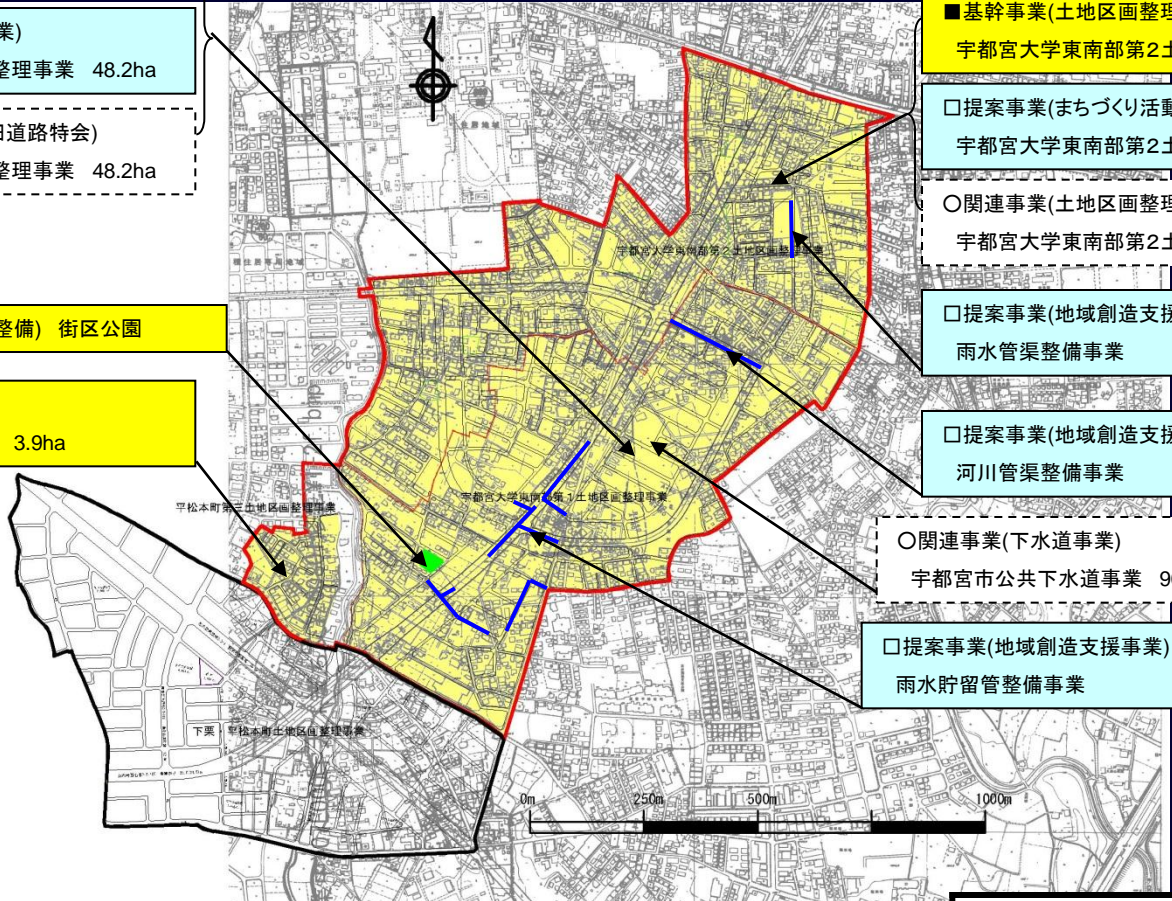 業)
整理事業 48.2ha
旧道路特会)
整理事業 48.2ha
整備) 街区公園
3.9ha
■基幹事業(土地区画整理
宇都宮大学東南部第2土
□提案事業(まちづくり活動
宇都宮大学東南部第2土
○関連事業(土地区画整理
宇都宮大学東南部第2土
□提案事業(地域創造支援
雨水管渠整備事業
□提案事業(地域創造支援
河川管渠整備事業
○関連事業(下水道事業)
宇都宮市公共下水道事業
□提案事業(地域創造支援事業)
雨水貯留管整備事業
宇都宮大学東南部第2土地区画整理事業
宇都宮大学東南部第1土地区画整理事業
平松本町第三土地区画整理事業
下栗・平松本町土地区画整理事業
0m 250m 500m 1000m